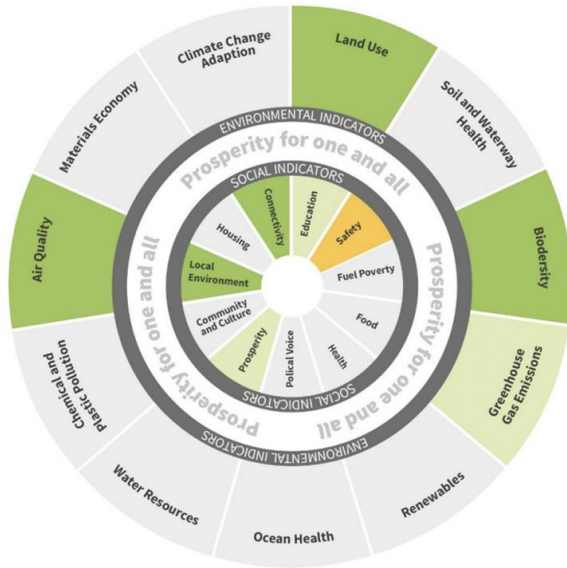 Climate Change
Adaption
Land Use
Soil and Waterway
Health
Biodersity
Greenhouse
Gas Emissions
Renewables
Ocean Health
Water Resources
Chemical and
Plastic Pollution
Air Quality
Materials Economy
ENVIRONMENTAL INDICATORS
ENVIRONMENTAL INDICATORS
Prosperity for one and all
Prosperity for one and all
Prosperity for one and all
SOCIAL INDICATORS
SOCIAL INDICATORS
Connectivity
Education
Safety
Fuel Poverty
Food
Health
Polical Voice
Prosperity
Community
and Culture
Local
Environment
Housing